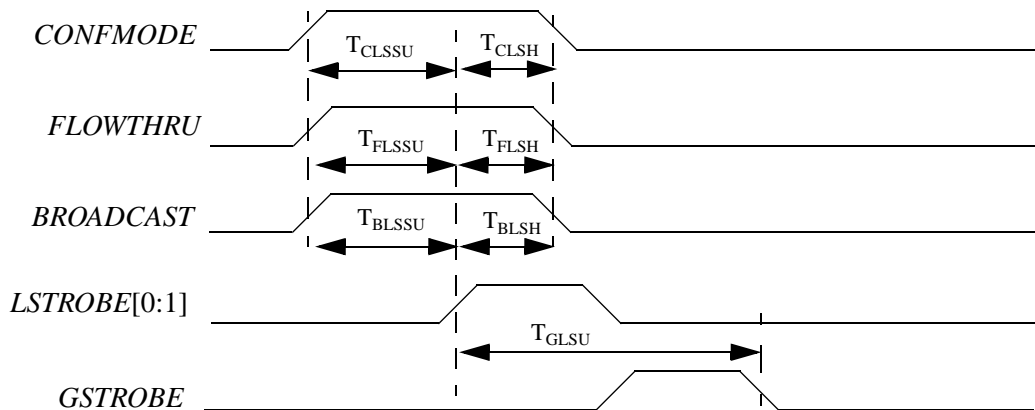 CONFMODE
T_CLSSU T_CLSH
FLOWTHRU
T_FLSSU T_FLSH
BROADCAST
T_BLSSU T_BLSH
LSTROBE[0:1]
T_GLSU
GSTROBE